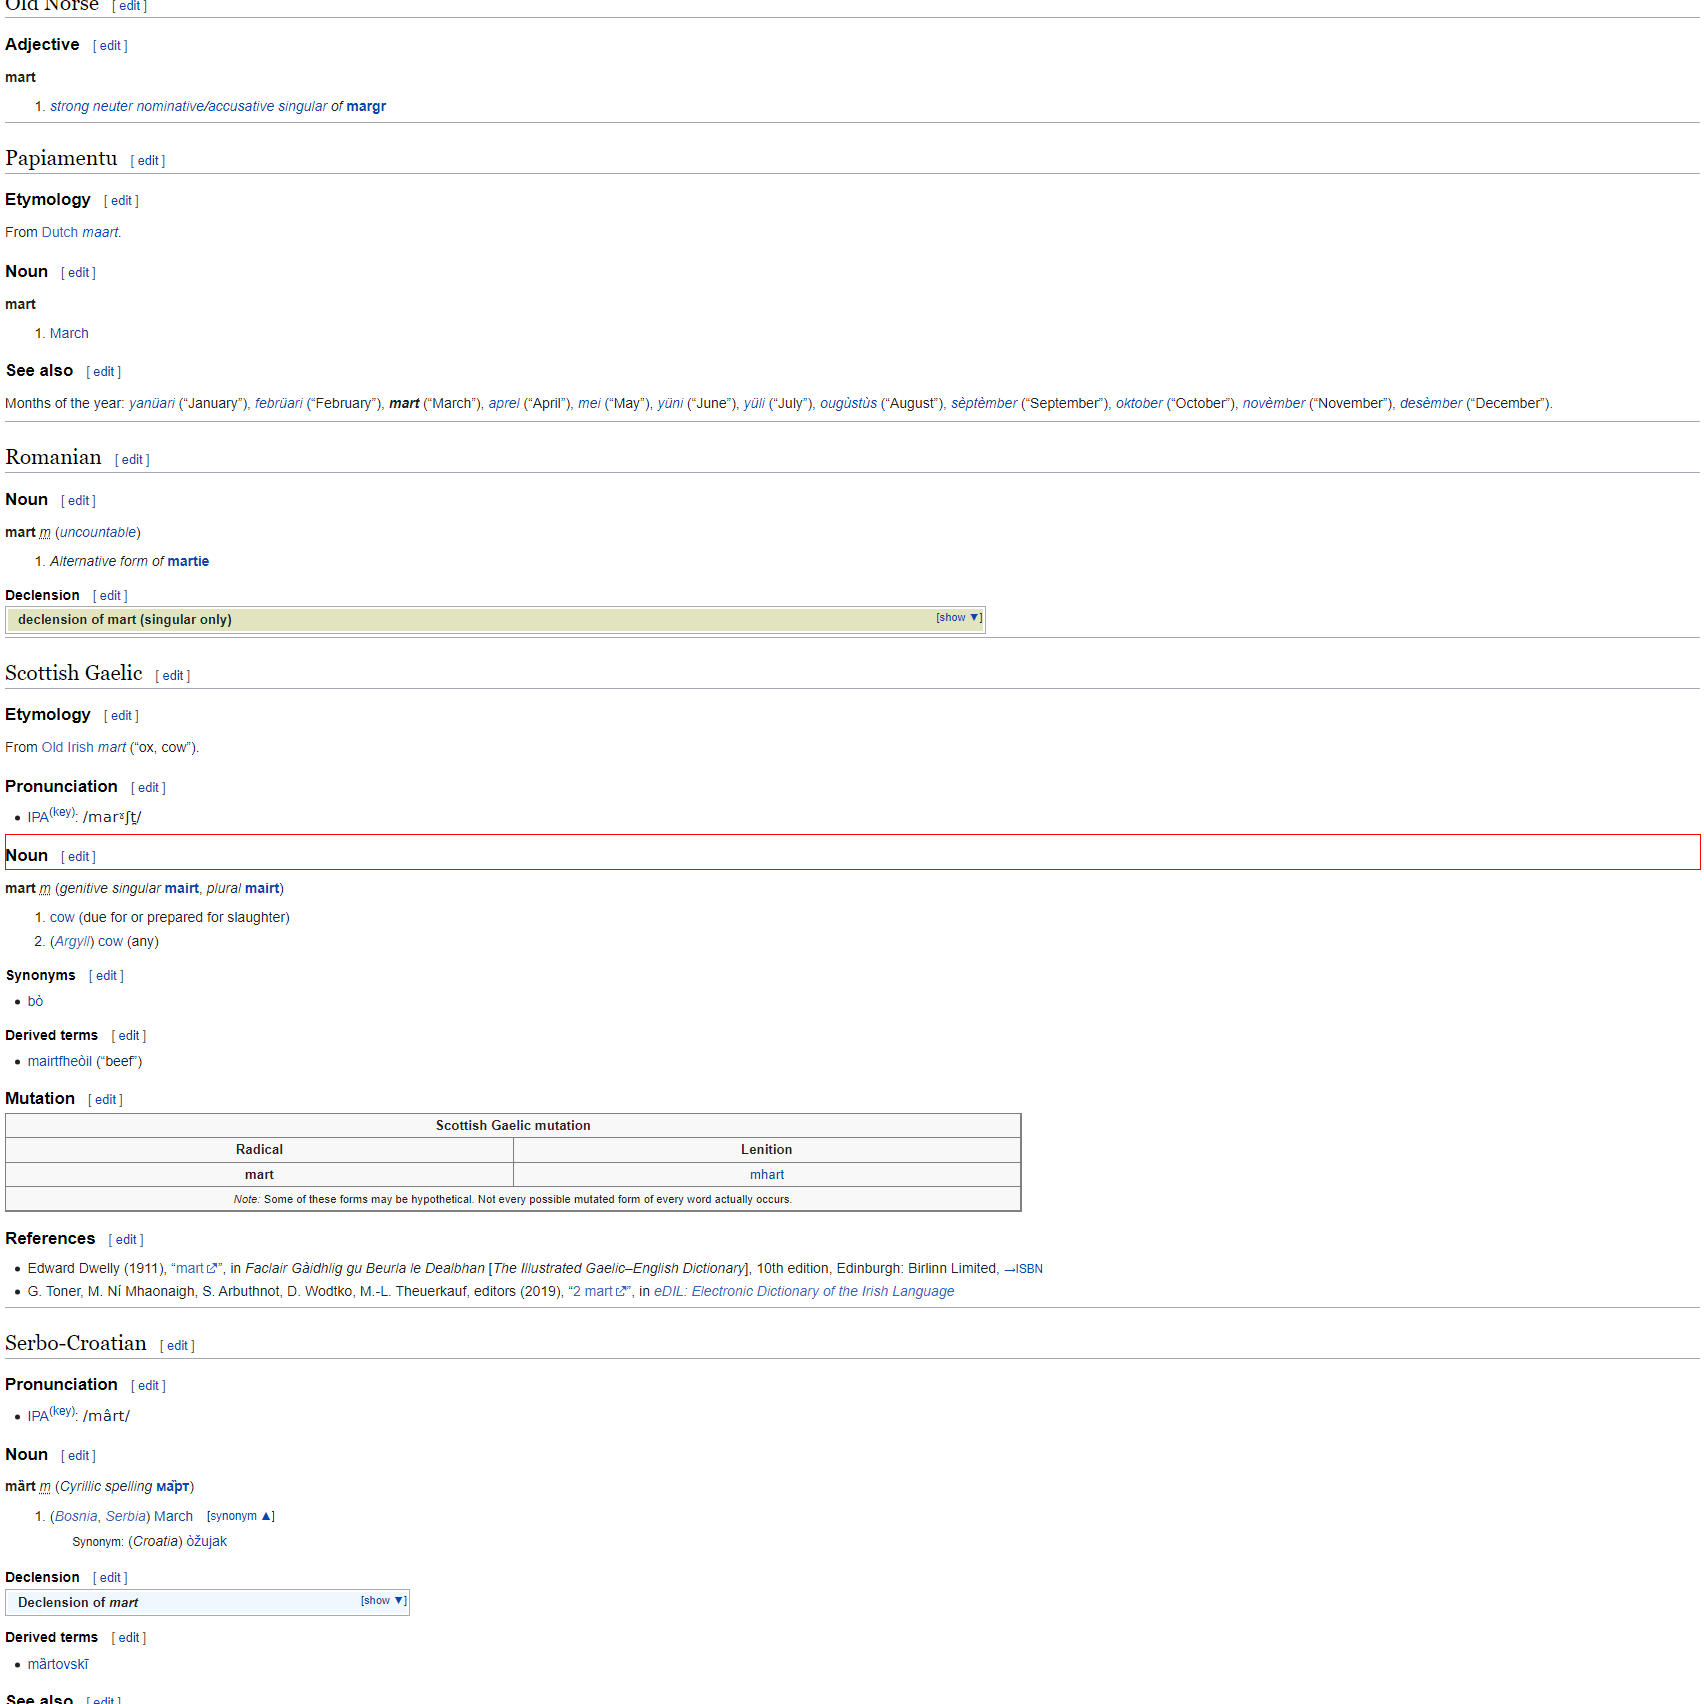 Old Norse [ edit ]
Adjective [ edit ]
mart
1. strong neuter nominative/accusative singular of margr
Papiamentu [ edit ]
Etymology [ edit ]
From Dutch maart.
Noun [ edit ]
mart
1. March
See also [ edit ]
Months of the year: yanüari (“January”), febrüari (“February”), mart (“March”), aprel (“April”), mei (“May”), yüni (“June”), yüli (“July”), ougùstùs (“August”), sèptèmber (“September”), oktober (“October”), novèmber (“November”), desèmber (“December”).
Romanian [ edit ]
Noun [ edit ]
mart m (uncountable)
1. Alternative form of martie
Declension [ edit ]
declension of mart (singular only) [show ▼]
Scottish Gaelic [ edit ]
Etymology [ edit ]
From Old Irish mart (“ox, cow”).
Pronunciation [ edit ]
• IPA(key): /marˠʃt̪/
Noun [ edit ]
mart m (genitive singular mairt, plural mairt)
1. cow (due for or prepared for slaughter)
2. (Argyll) cow (any)
Synonyms [ edit ]
• bò
Derived terms [ edit ]
• mairtfheòil (“beef”)
Mutation [ edit ]
Scottish Gaelic mutation
Radical Lenition
mart mhart
Note: Some of these forms may be hypothetical. Not every possible mutated form of every word actually occurs.
References [ edit ]
• Edward Dwelly (1911), “mart”, in Faclair Gàidhlig gu Beurla le Dealbhan [The Illustrated Gaelic–English Dictionary], 10th edition, Edinburgh: Birlinn Limited, →ISBN
• G. Toner, M. Ní Mhaonaigh, S. Arbuthnot, D. Wodtko, M.-L. Theuerkauf, editors (2019), “2 mart”, in eDIL: Electronic Dictionary of the Irish Language
Serbo-Croatian [ edit ]
Pronunciation [ edit ]
• IPA(key): /mârt/
Noun [ edit ]
mȁrt m (Cyrillic spelling ма̏рт)
1. (Bosnia, Serbia) March [synonym ▲]
Synonym: (Croatia) òžujak
Declension [ edit ]
Declension of mart [show ▼]
Derived terms [ edit ]
• mȁrtovskī
See also [ edit ]